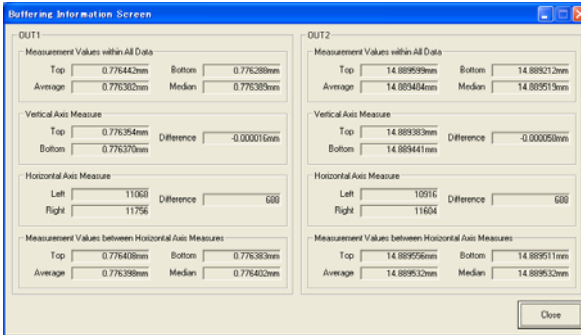 Buffering Information Screen
OUT1
Measurement Values within All Data
Top 0.776442mm Bottom 0.776288mm
Average 0.776382mm Median 0.776389mm
Vertical Axis Measure
Top 0.776354mm
Difference -0.000016mm
Bottom 0.776370mm
Horizontal Axis Measure
Left 11068
Difference 688
Right 11756
Measurement Values between Horizontal Axis Measures
Top 0.776408mm Bottom 0.776383mm
Average 0.776398mm Median 0.776402mm
OUT2
Measurement Values within All Data
Top 14.889599mm Bottom 14.889212mm
Average 14.889484mm Median 14.889519mm
Vertical Axis Measure
Top 14.889383mm
Difference -0.000058mm
Bottom 14.889441mm
Horizontal Axis Measure
Left 10916
Difference 688
Right 11604
Measurement Values between Horizontal Axis Measures
Top 14.889556mm Bottom 14.889511mm
Average 14.889532mm Median 14.889532mm
Close